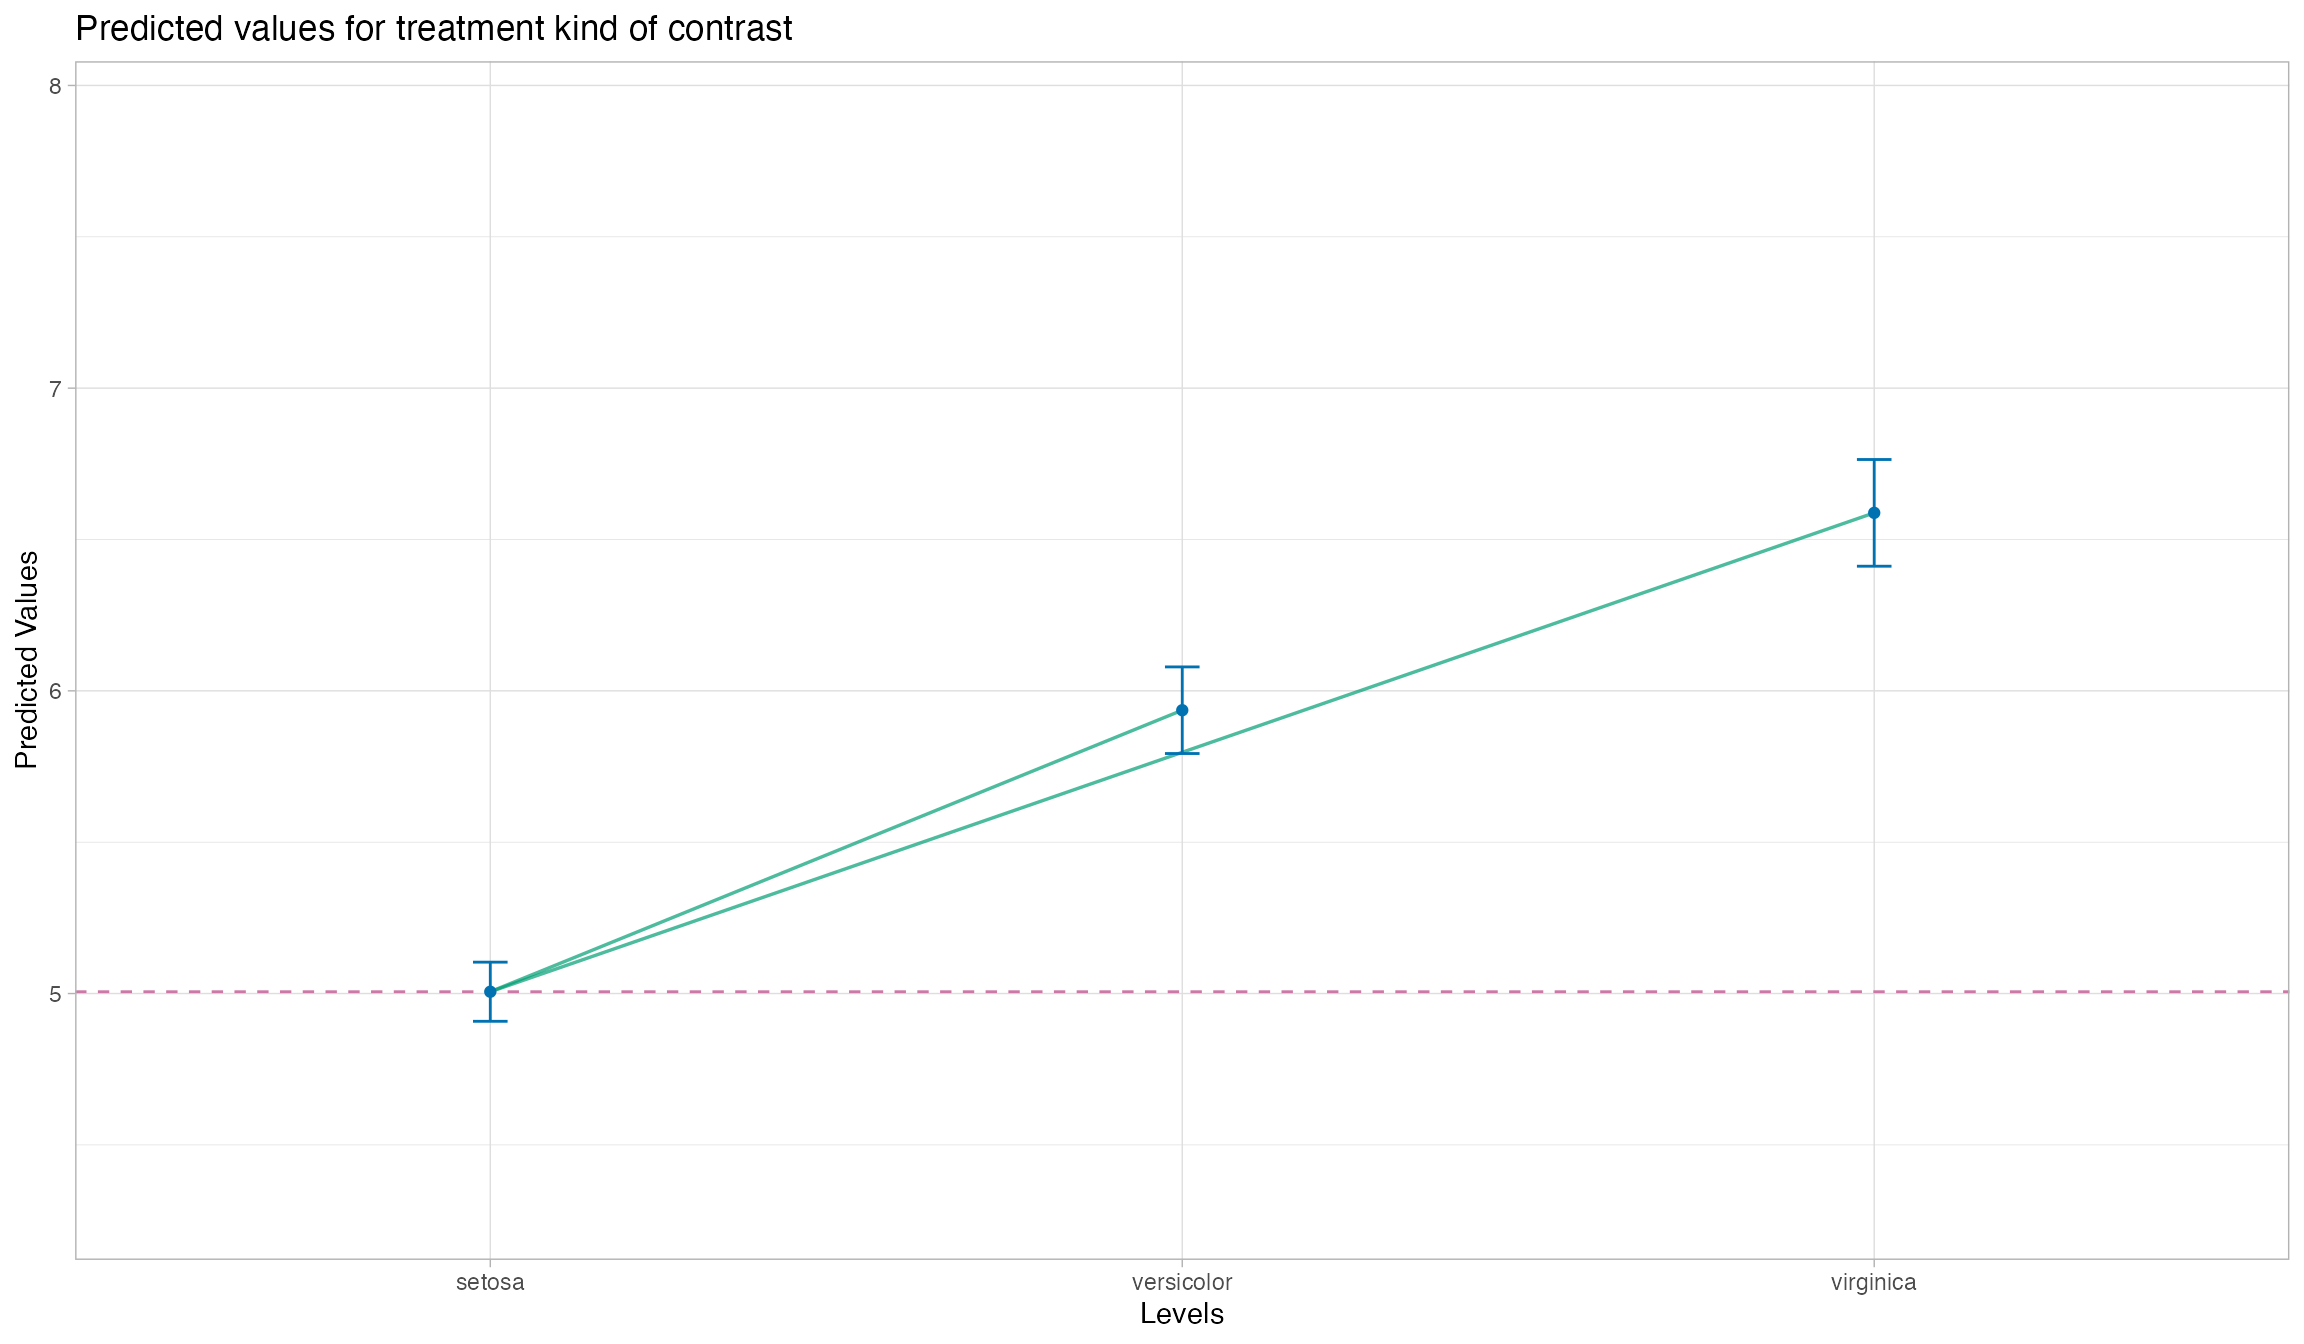 Predicted values for treatment kind of contrast
8
7
6
5
Predicted Values
setosa
versicolor
virginica
Levels